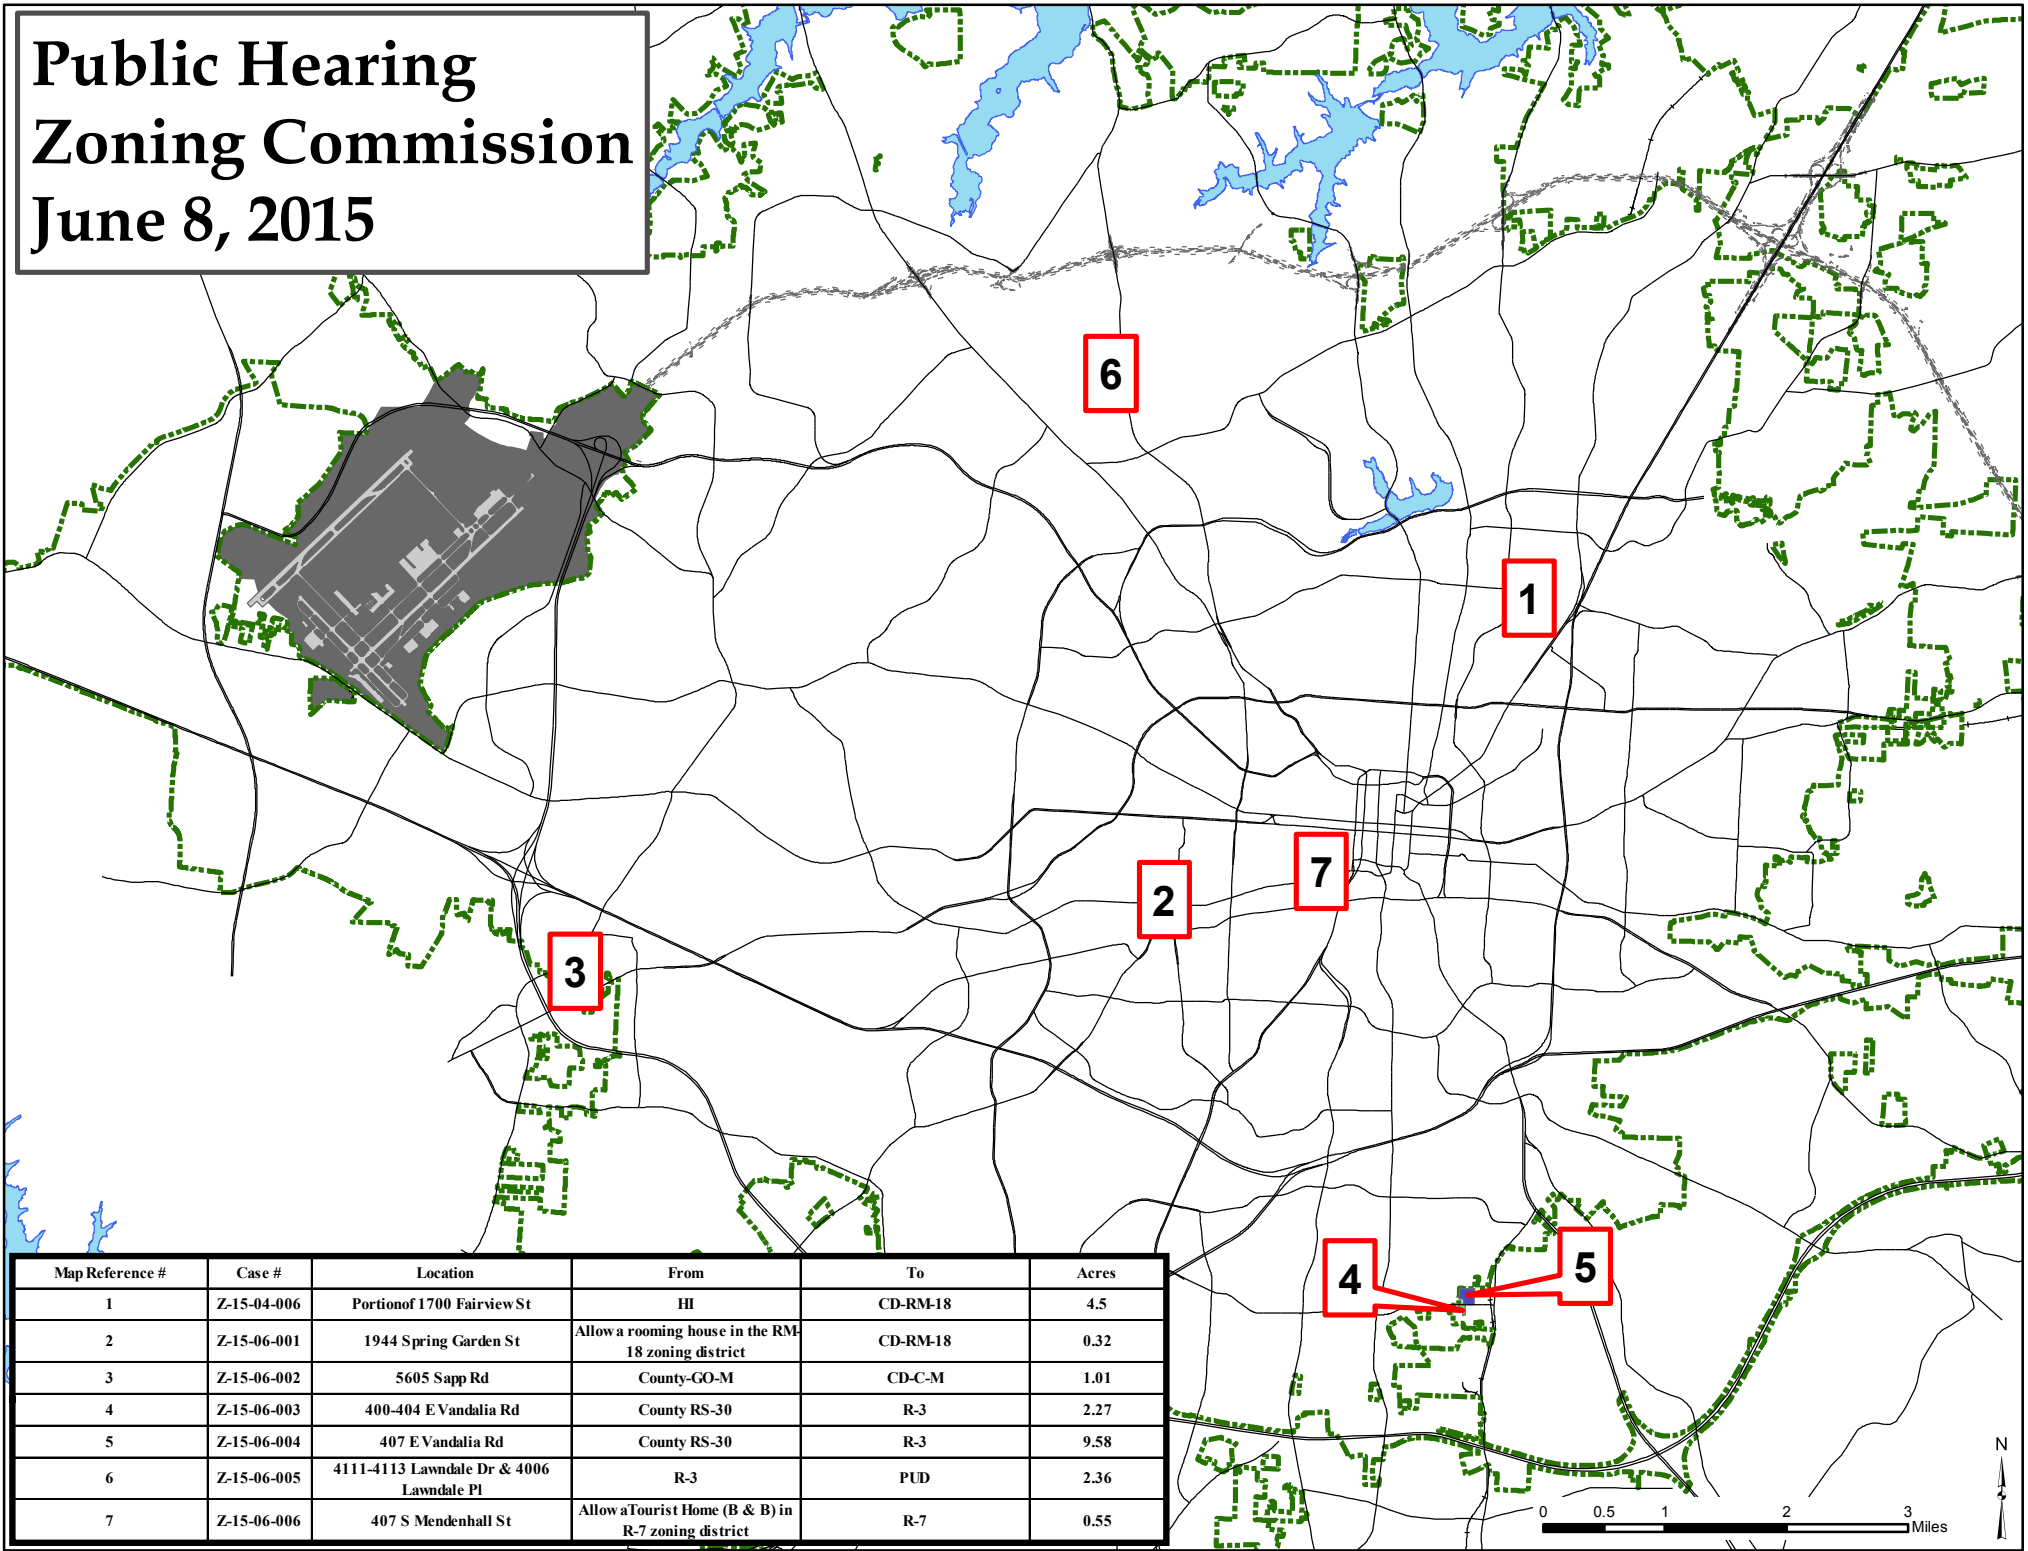 Public Hearing
Zoning Commission
June 8, 2015
6
1
7
2
3
4
5
Map Reference # Case # Location From To Acres
1 Z-15-04-006 Portion of 1700 Fairview St HI CD-RM-18 4.5
2 Z-15-06-001 1944 Spring Garden St Allow a rooming house in the RM-
18 zoning district CD-RM-18 0.32
3 Z-15-06-002 5605 Sapp Rd County-GO-M CD-C-M 1.01
4 Z-15-06-003 400-404 E Vandalia Rd County RS-30 R-3 2.27
5 Z-15-06-004 407 E Vandalia Rd County RS-30 R-3 9.58
6 Z-15-06-005 4111-4113 Lawndale Dr & 4006
Lawndale Pl R-3 PUD 2.36
7 Z-15-06-006 407 S Mendenhall St Allow a Tourist Home (B & B) in
R-7 zoning district R-7 0.55
N
0 0.5 1 2 3
Miles